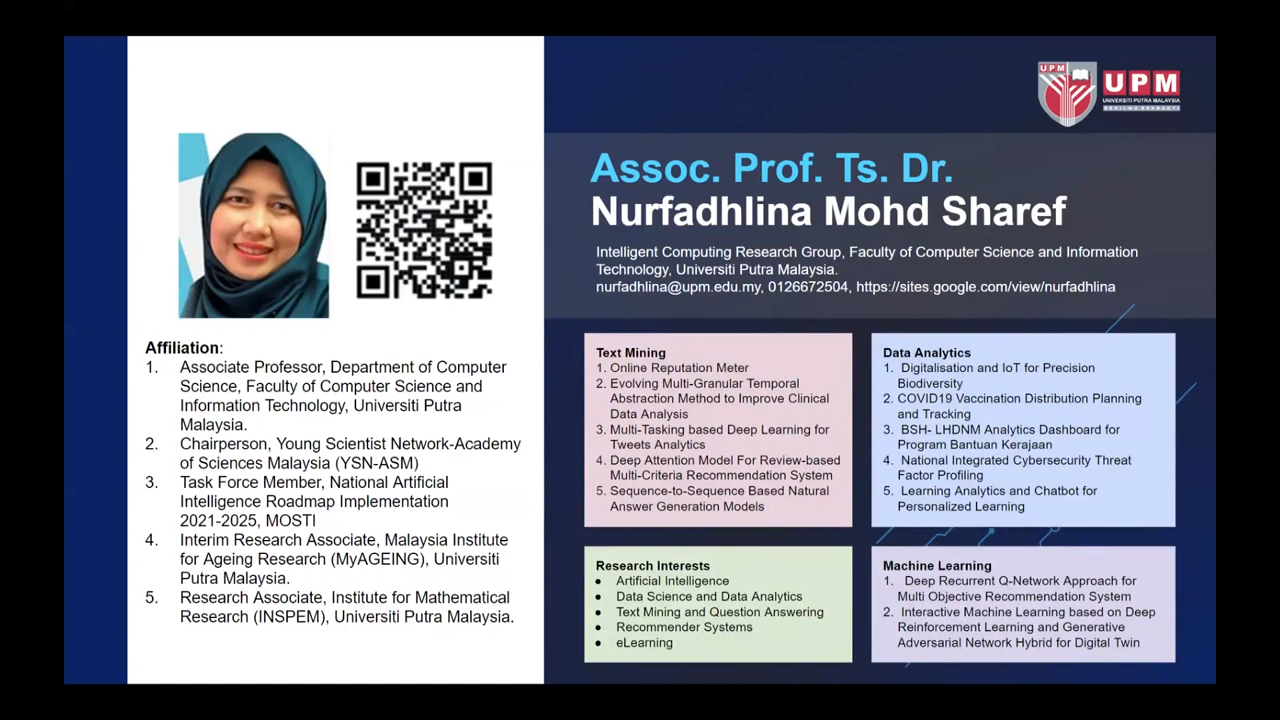 UPM
UPM
UNIVERSITI PUTRA MALAYSIA
BERILMU BERBAKTI
Assoc. Prof. Ts. Dr.
Nurfadhlina Mohd Sharef
Intelligent Computing Research Group, Faculty of Computer Science and Information
Technology, Universiti Putra Malaysia.
nurfadhlina@upm.edu.my, 0126672504, https://sites.google.com/view/nurfadhlina
Affiliation:
1. Associate Professor, Department of Computer
Science, Faculty of Computer Science and
Information Technology, Universiti Putra
Malaysia.
2. Chairperson, Young Scientist Network-Academy
of Sciences Malaysia (YSN-ASM)
3. Task Force Member, National Artificial
Intelligence Roadmap Implementation
2021-2025, MOSTI
4. Interim Research Associate, Malaysia Institute
for Ageing Research (MyAGEING), Universiti
Putra Malaysia.
5. Research Associate, Institute for Mathematical
Research (INSPEM), Universiti Putra Malaysia.
Text Mining
1. Online Reputation Meter
2. Evolving Multi-Granular Temporal
Abstraction Method to Improve Clinical
Data Analysis
3. Multi-Tasking based Deep Learning for
Tweets Analytics
4. Deep Attention Model For Review-based
Multi-Criteria Recommendation System
5. Sequence-to-Sequence Based Natural
Answer Generation Models
Data Analytics
1. Digitalisation and IoT for Precision
Biodiversity
2. COVID19 Vaccination Distribution Planning
and Tracking
3. BSH- LHDNM Analytics Dashboard for
Program Bantuan Kerajaan
4. National Integrated Cybersecurity Threat
Factor Profiling
5. Learning Analytics and Chatbot for
Personalized Learning
Research Interests
● Artificial Intelligence
● Data Science and Data Analytics
● Text Mining and Question Answering
● Recommender Systems
● eLearning
Machine Learning
1. Deep Recurrent Q-Network Approach for
Multi Objective Recommendation System
2. Interactive Machine Learning based on Deep
Reinforcement Learning and Generative
Adversarial Network Hybrid for Digital Twin